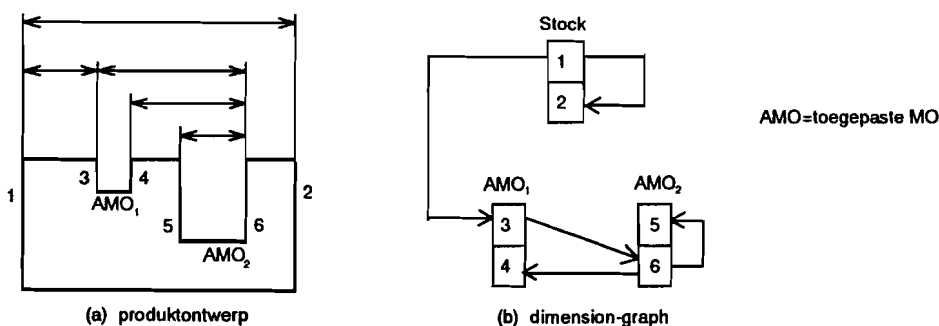 Stock
1
2
AMO=toegepaste MO
3 4
1 2
AMO₁
5 6
AMO₂
AMO₁ AMO₂
3 5
4 6
(a) produktontwerp
(b) dimension-graph